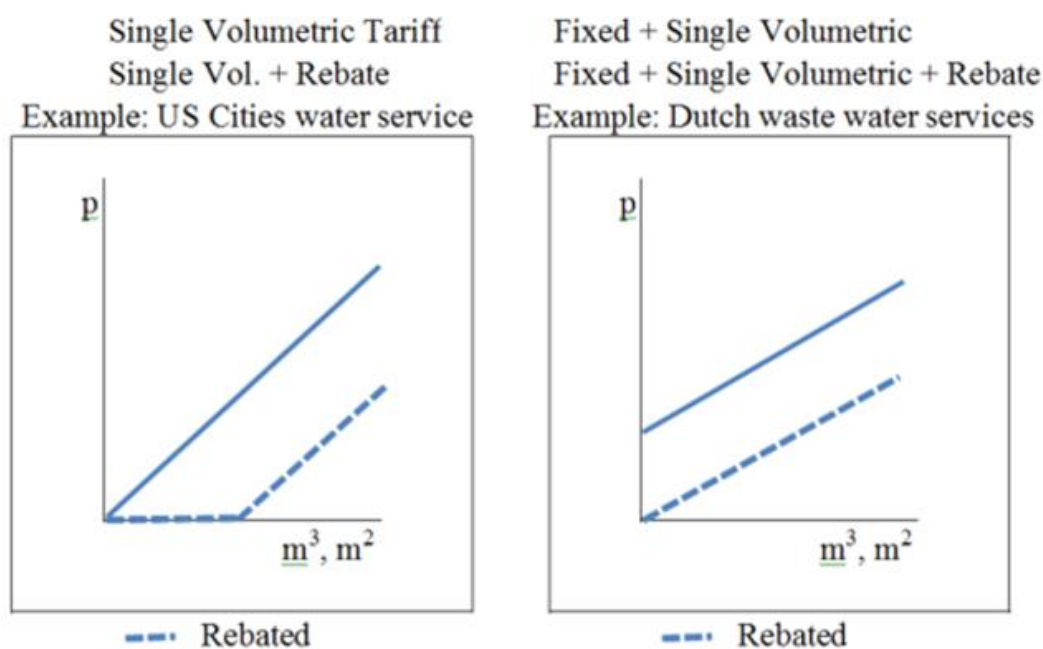 Single Volumetric Tariff
Single Vol. + Rebate
Example: US Cities water service
p
m³, m²
Rebated
Fixed + Single Volumetric
Fixed + Single Volumetric + Rebate
Example: Dutch waste water services
p
m³, m²
Rebated